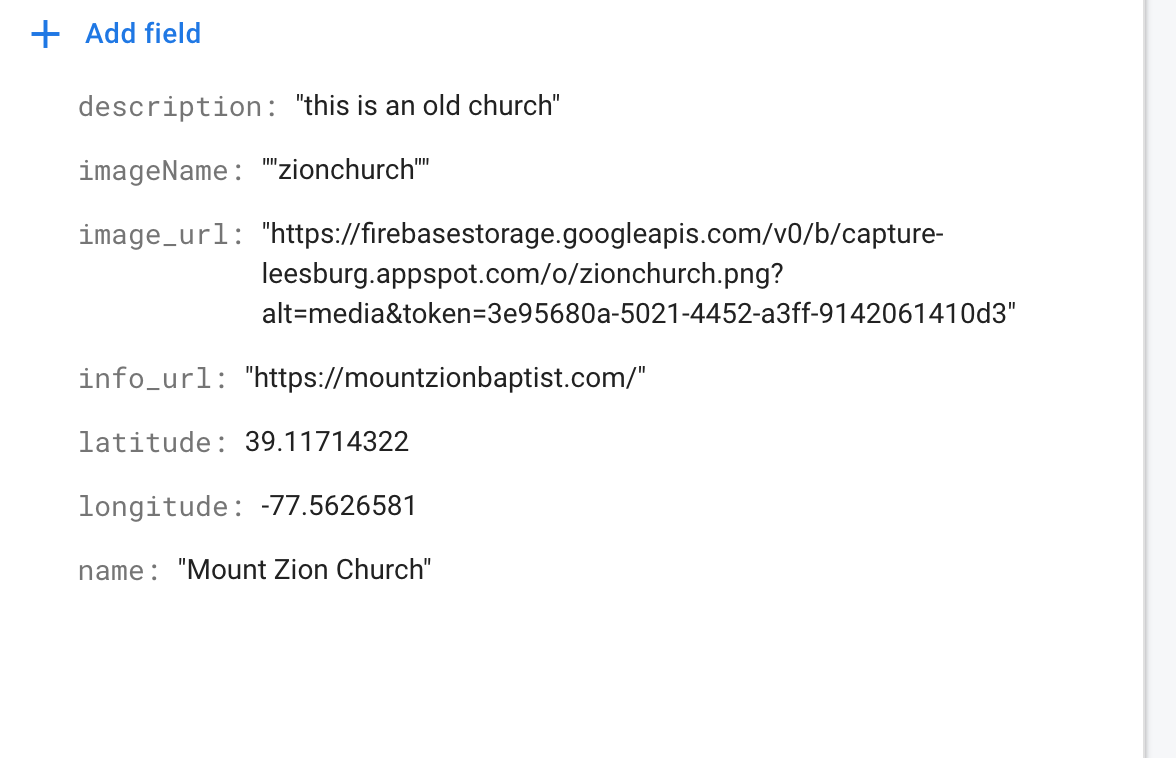 + Add field
description: "this is an old church"
imageName: ""zionchurch""
image_url: "https://firebasestorage.googleapis.com/v0/b/capture-
leesburg.appspot.com/o/zionchurch.png?
alt=media&token=3e95680a-5021-4452-a3ff-9142061410d3"
info_url: "https://mountzionbaptist.com/"
latitude: 39.11714322
longitude: -77.5626581
name: "Mount Zion Church"